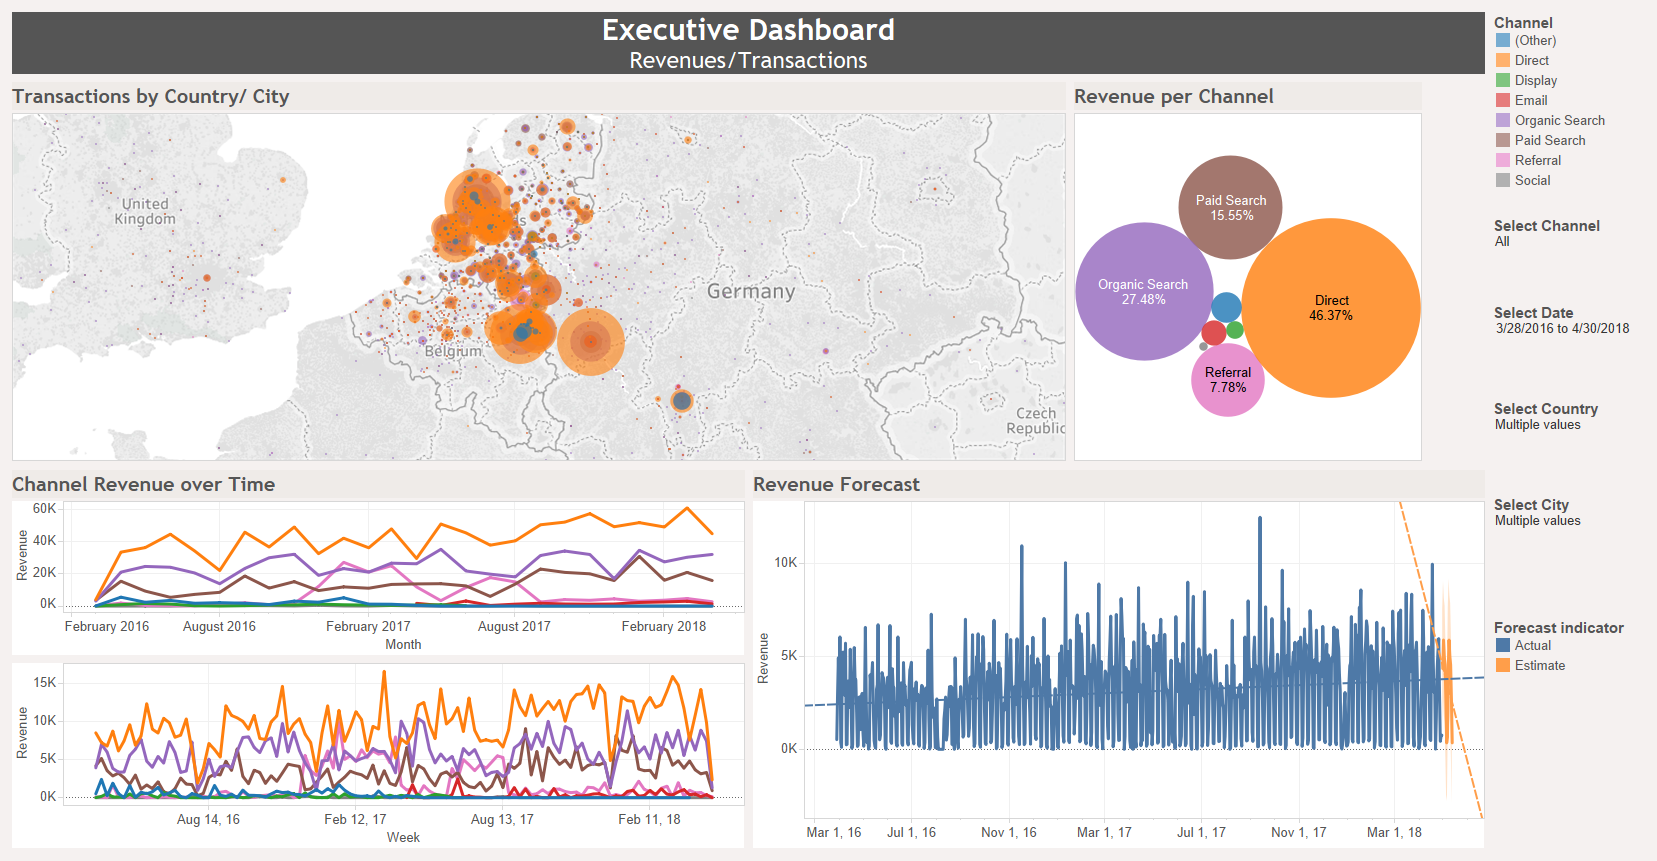 Executive Dashboard
Revenues/Transactions
Transactions by Country/ City
United
Kingdom
s
Germany
Belgium
Czech
Republic
Revenue per Channel
Paid Search
15.55%
Organic Search
27.48%
Direct
46.37%
Referral
7.78%
Channel
(Other)
Direct
Display
Email
Organic Search
Paid Search
Referral
Social
Select Channel
All
Select Date
3/28/2016 to 4/30/2018
Select Country
Multiple values
Select City
Multiple values
Forecast indicator
Actual
Estimate
Channel Revenue over Time
60K
40K
20K
0K
Revenue
February 2016 August 2016 February 2017 August 2017 February 2018
Month
15K
10K
5K
0K
Revenue
Aug 14, 16 Feb 12, 17 Aug 13, 17 Feb 11, 18
Week
Revenue Forecast
10K
5K
0K
Revenue
Mar 1, 16 Jul 1, 16 Nov 1, 16 Mar 1, 17 Jul 1, 17 Nov 1, 17 Mar 1, 18